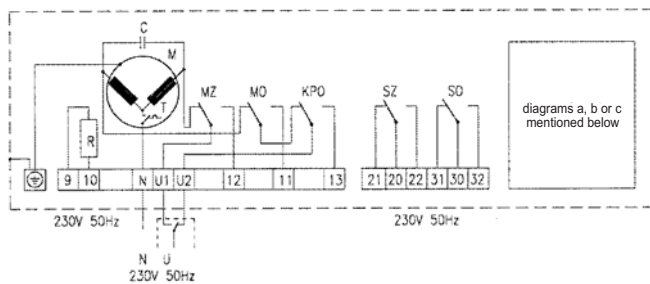 C
M
MZ MO KPO SZ SO
T
R
diagrams a, b or c
mentioned below
9 10 N U1 U2 12 11 13 21 20 22 31 30 32
230V 50Hz 230V 50Hz
N U
230V 50Hz